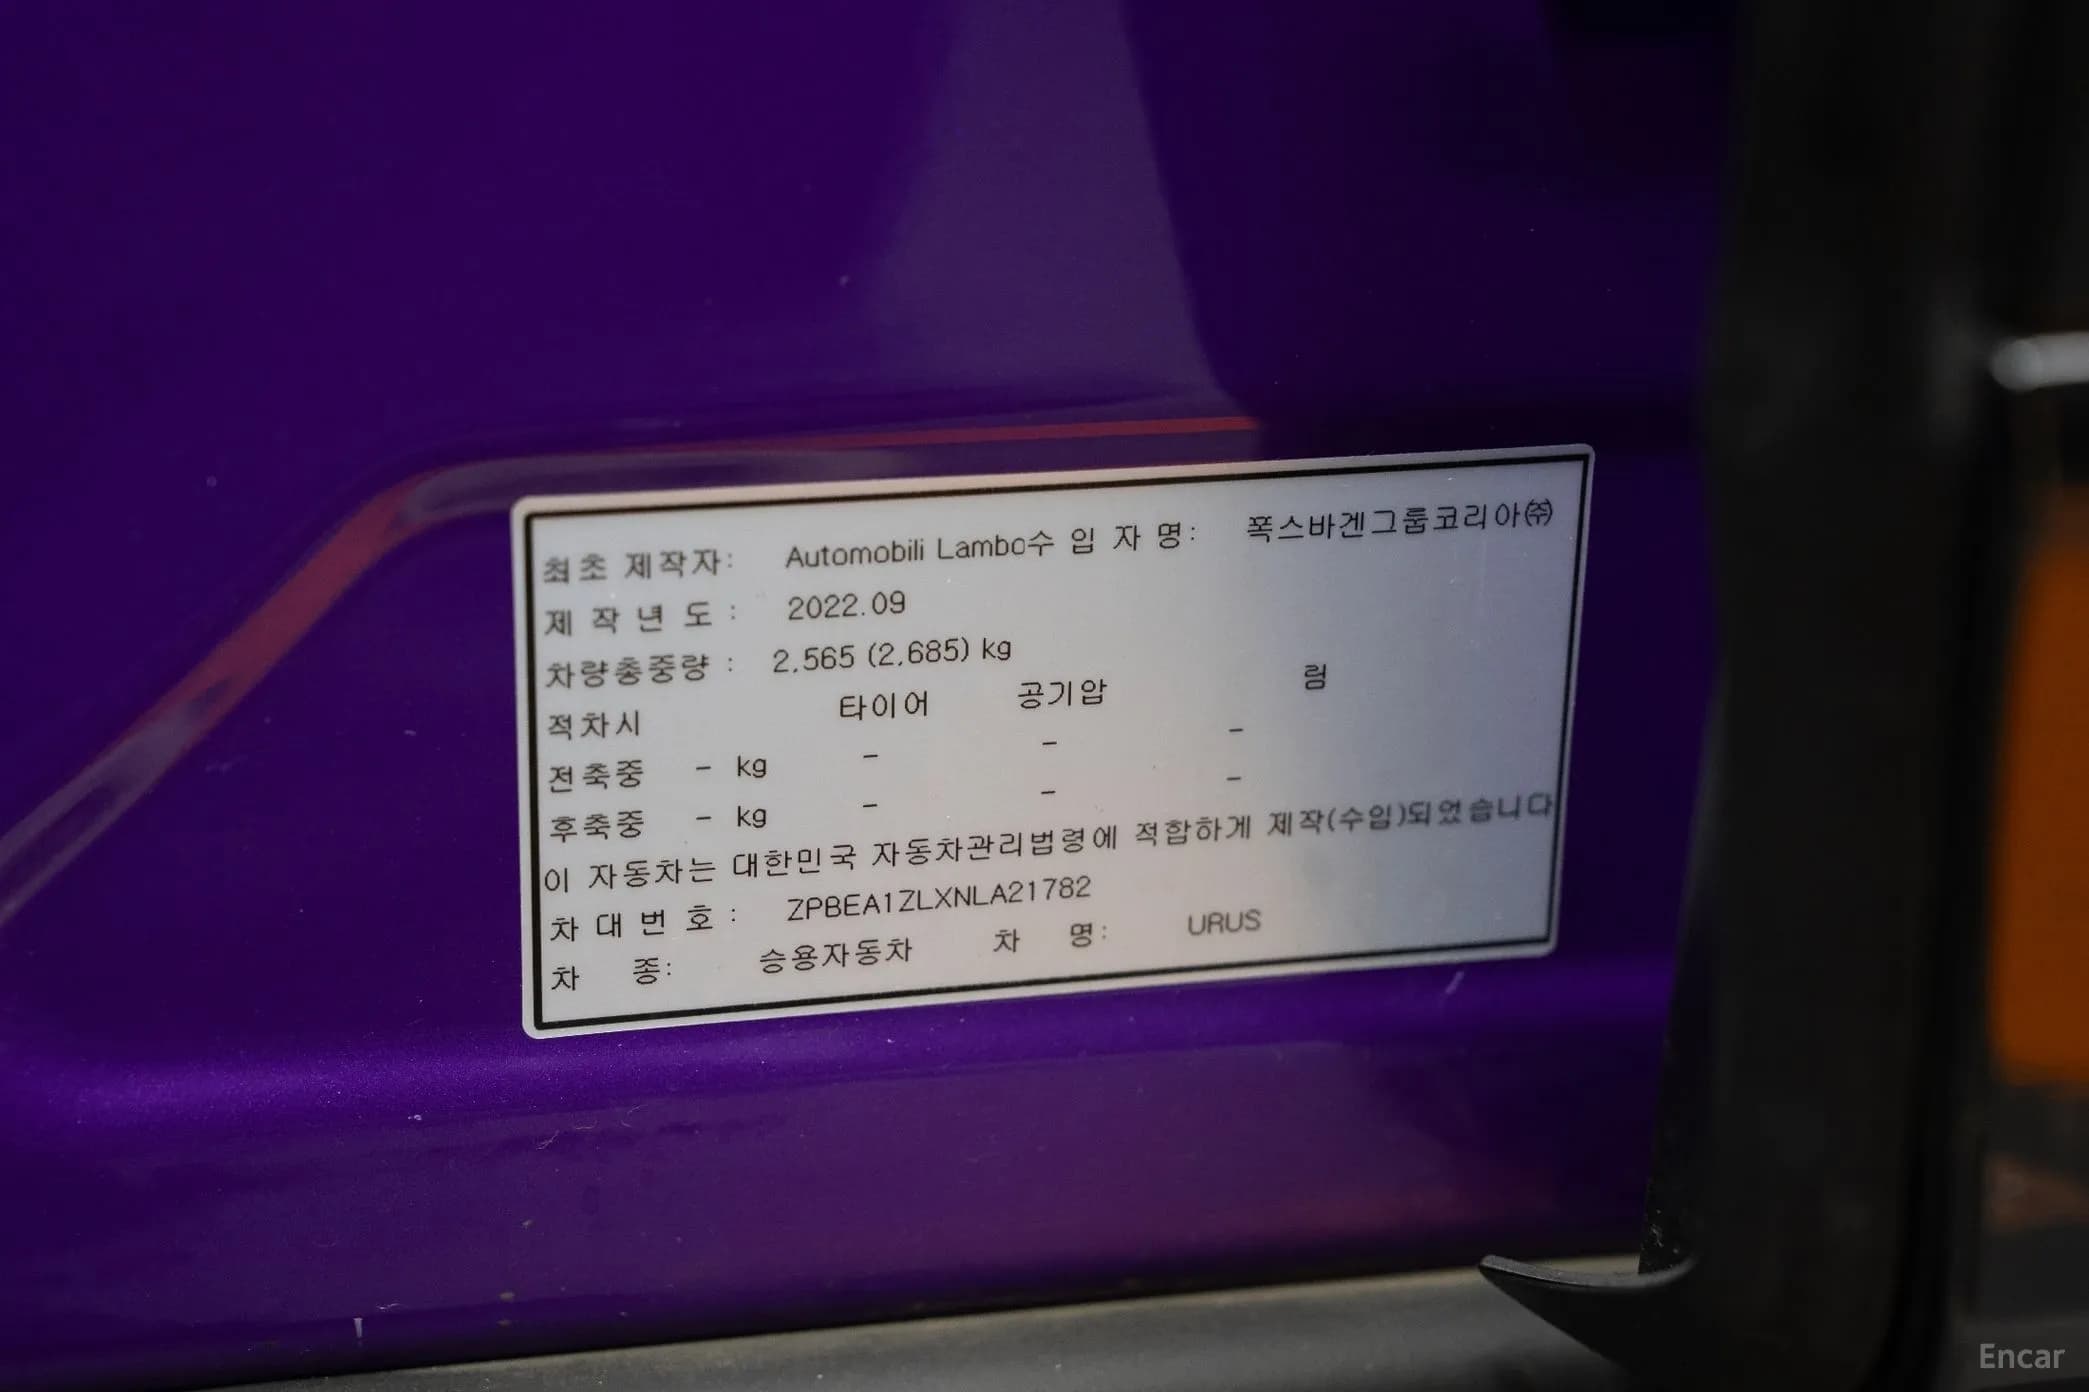 최초 제작자: Automobili Lambo수 입 자 명: 폭스바겐그룹코리아㈜
제 작 년 도 : 2022.09
차량총중량 : 2.565 (2.685) kg
적차시 타이어 공기압 림
전축중 - kg - - -
후축중 - kg - - -
이 자동차는 대한민국 자동차관리법령에 적합하게 제작(수입)되었습니다
차 대 번 호 : ZPBEA1ZLXNLA21782
차 종: 승용자동차 차 명: URUS
Encar